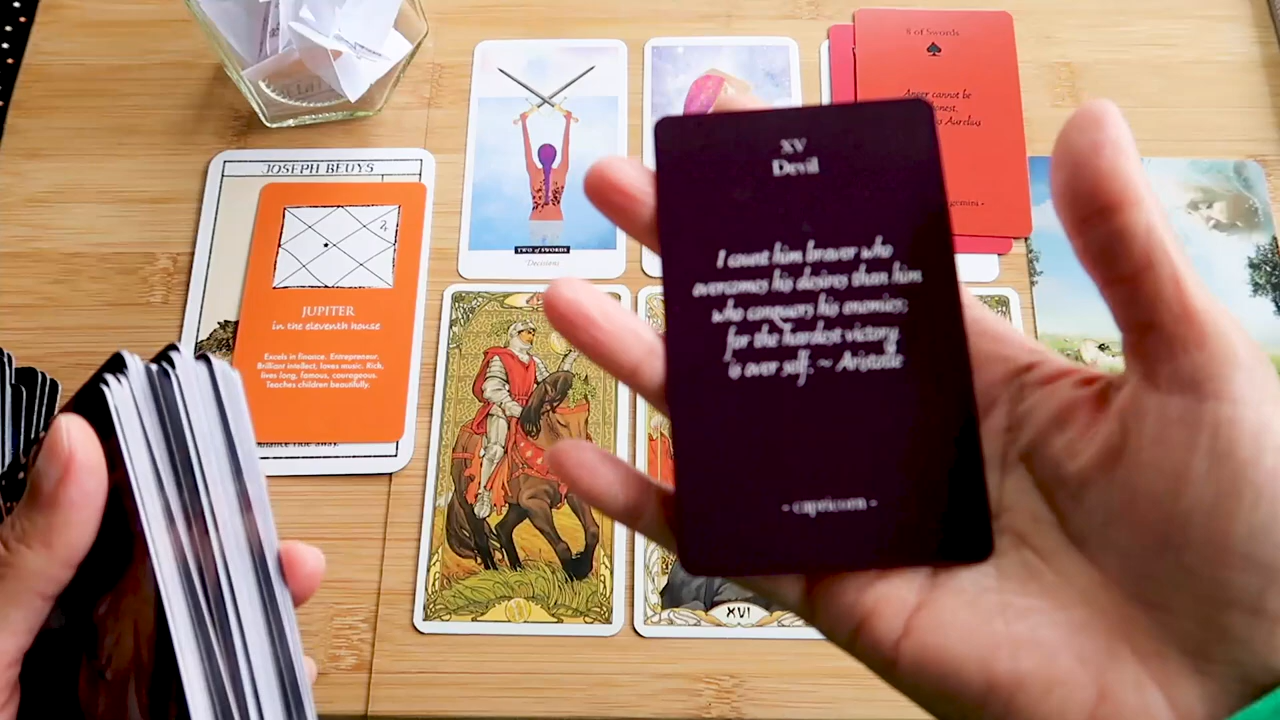 JOSEPH BEUYS
JUPITER
in the eleventh house
Excels in finance. Entrepreneur.
Brilliant intellect, loves music. Rich,
lives long, famous, courageous.
Teaches children beautifully.
ride away.
TWO of SWORDS
Decisions
8 of Swords
Anger cannot be
Aurelius
gemini -
XV
Devil
I count him braver who
overcomes his desires than him
who conquers his enemies;
for the hardest victory
is over self. ~ Aristotle
- capricorn -
XVI